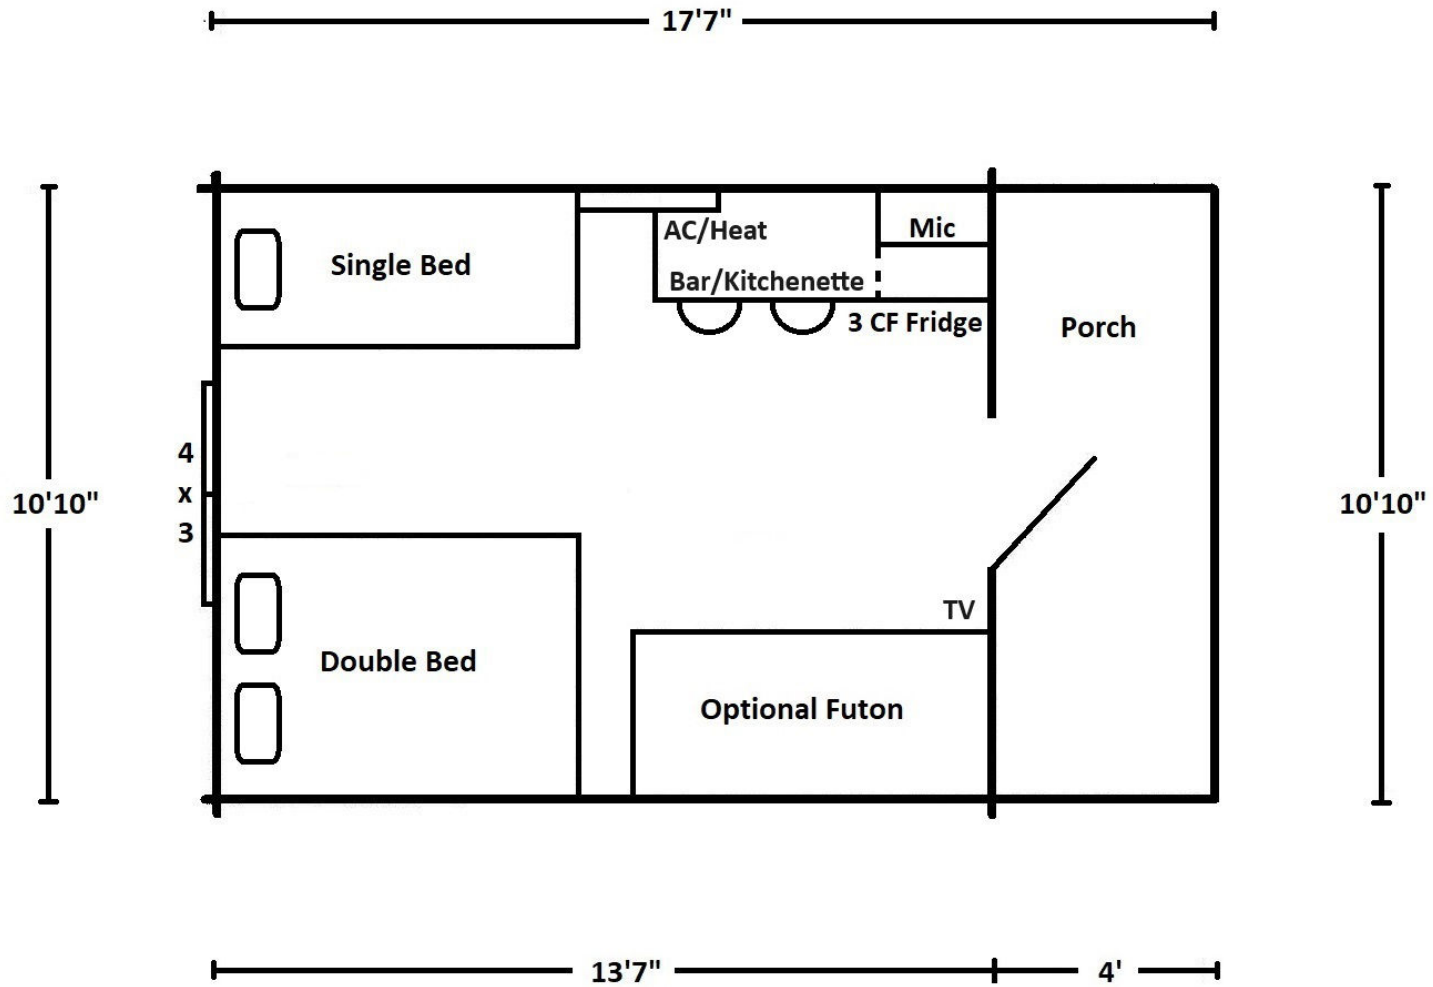 17'7"
AC/Heat
Mic
Single Bed
Bar/Kitchenette
3 CF Fridge
Porch
4
x
3
10'10"
10'10"
TV
Double Bed
Optional Futon
13'7"
4'